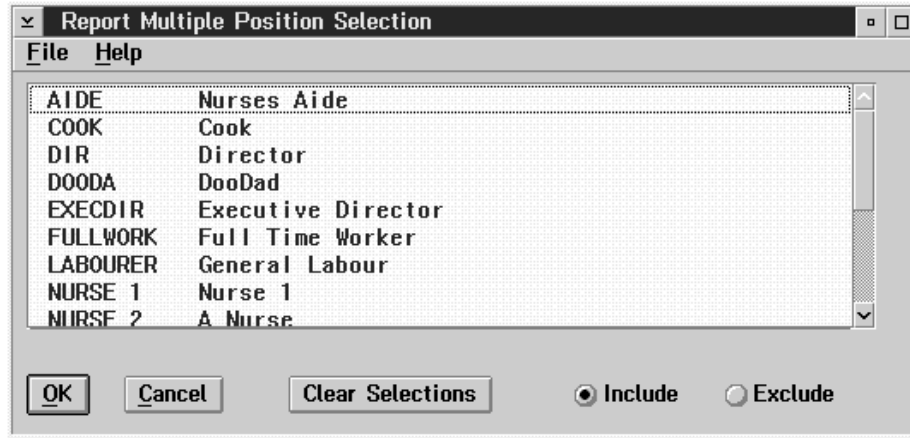 Report Multiple Position Selection
File Help
AIDE Nurses Aide
COOK Cook
DIR Director
DOODA DooDad
EXECDIR Executive Director
FULLWORK Full Time Worker
LABOURER General Labour
NURSE 1 Nurse 1
NURSE 2 A Nurse
OK Cancel Clear Selections Include Exclude